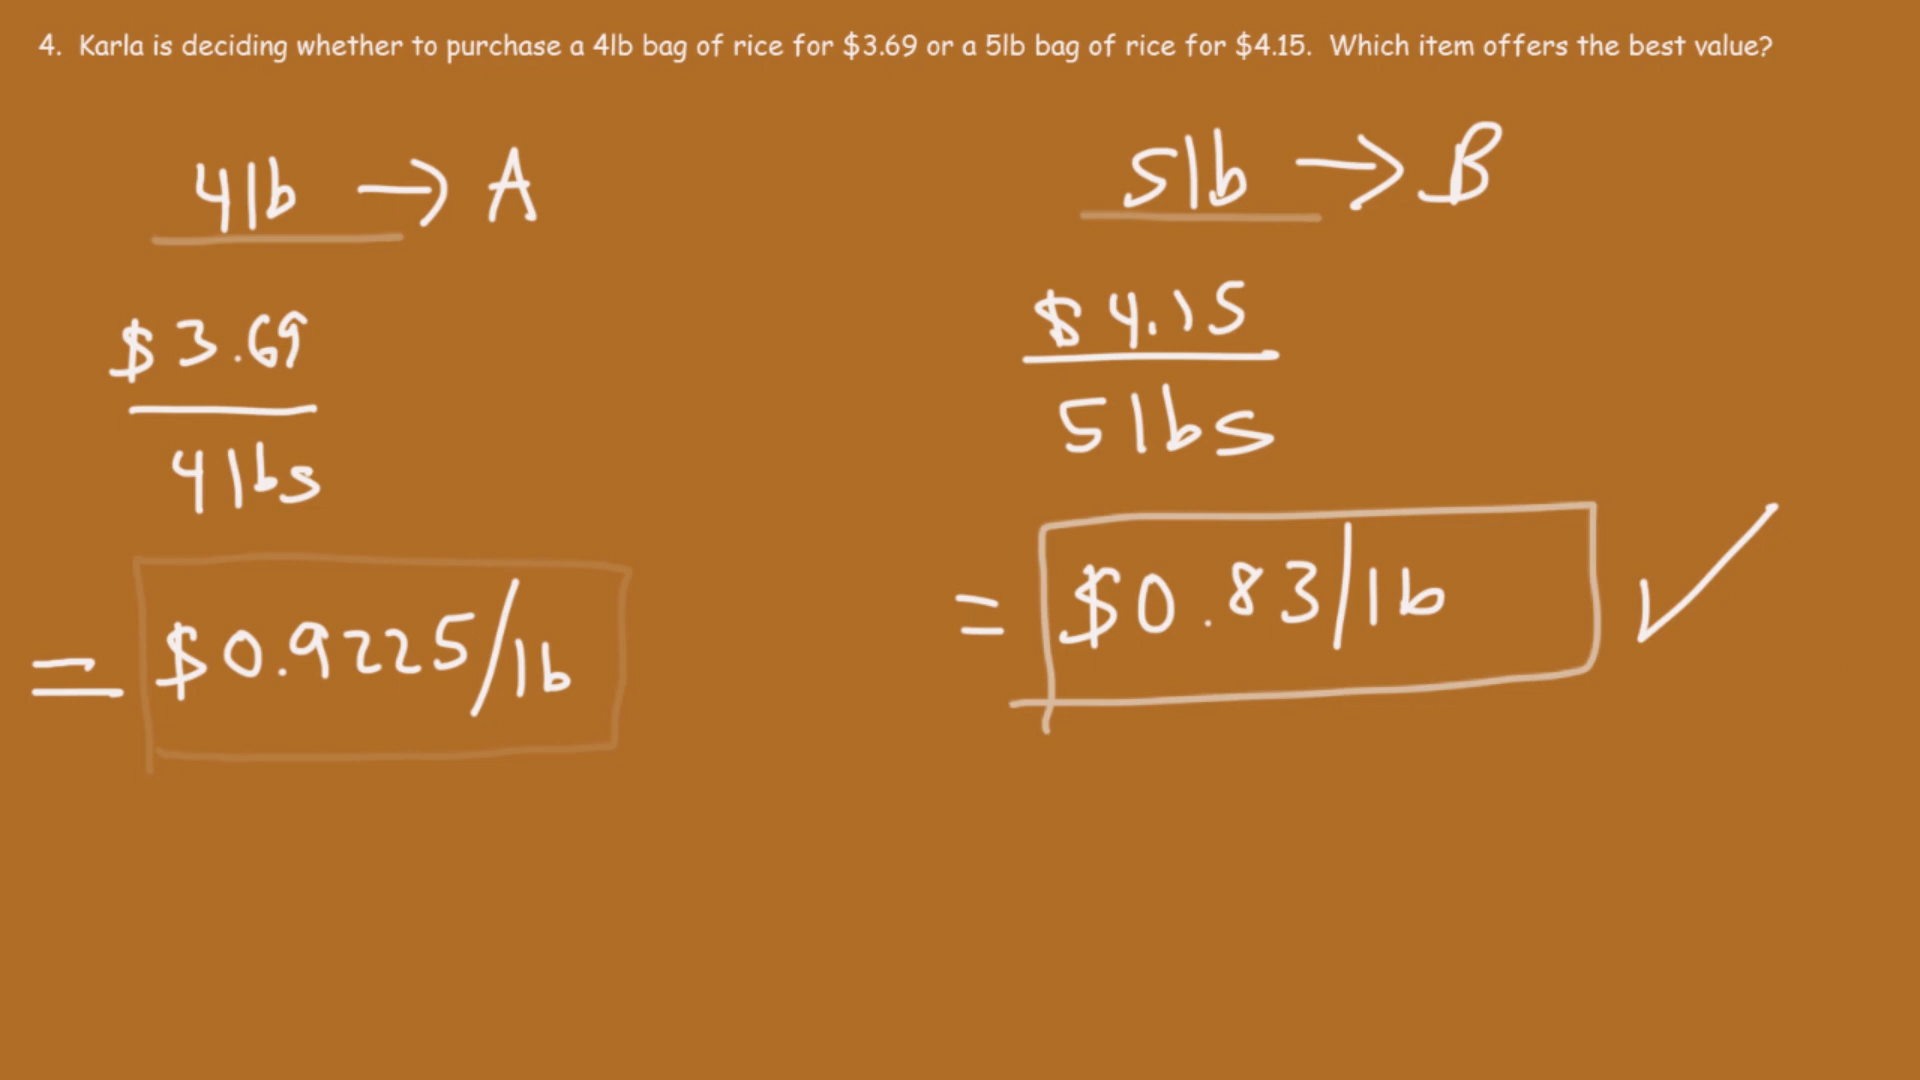 4. Karla is deciding whether to purchase a 4lb bag of rice for $3.69 or a 5lb bag of rice for $4.15. Which item offers the best value?
4lb → A
$3.69
4lbs
= $0.9225/lb
5lb → B
$4.15
5lbs
= $0.83/lb ✓